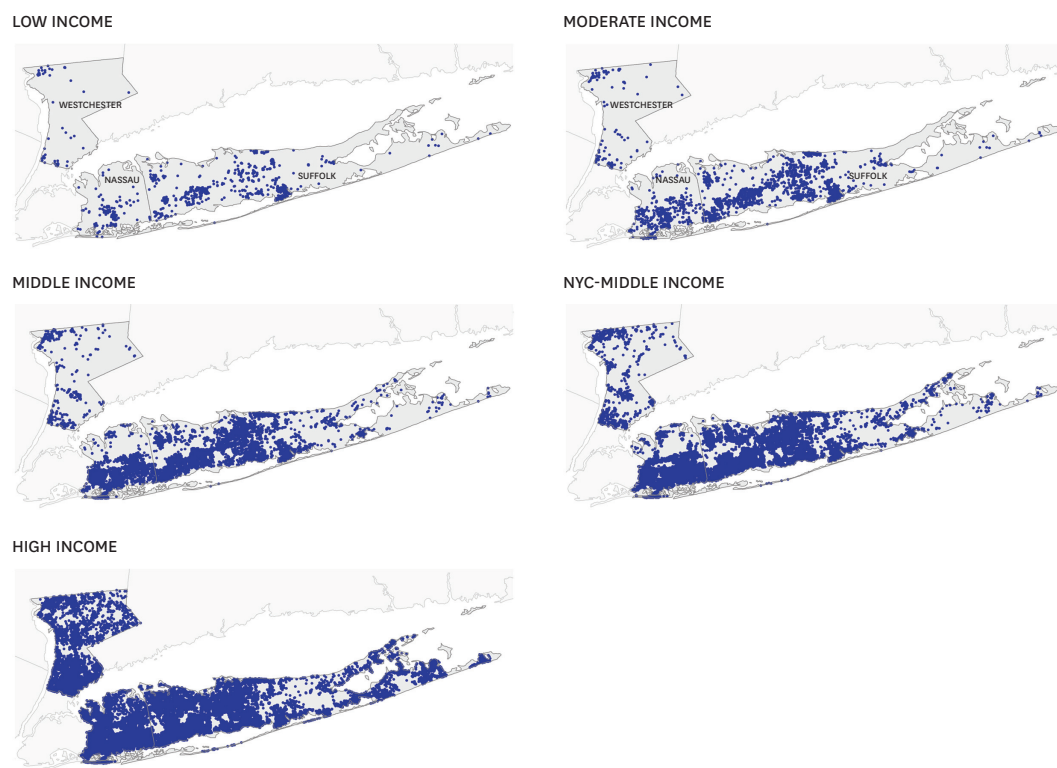 LOW INCOME
WESTCHESTER
NASSAU
SUFFOLK
MODERATE INCOME
WESTCHESTER
NASSAU
SUFFOLK
MIDDLE INCOME
NYC-MIDDLE INCOME
HIGH INCOME